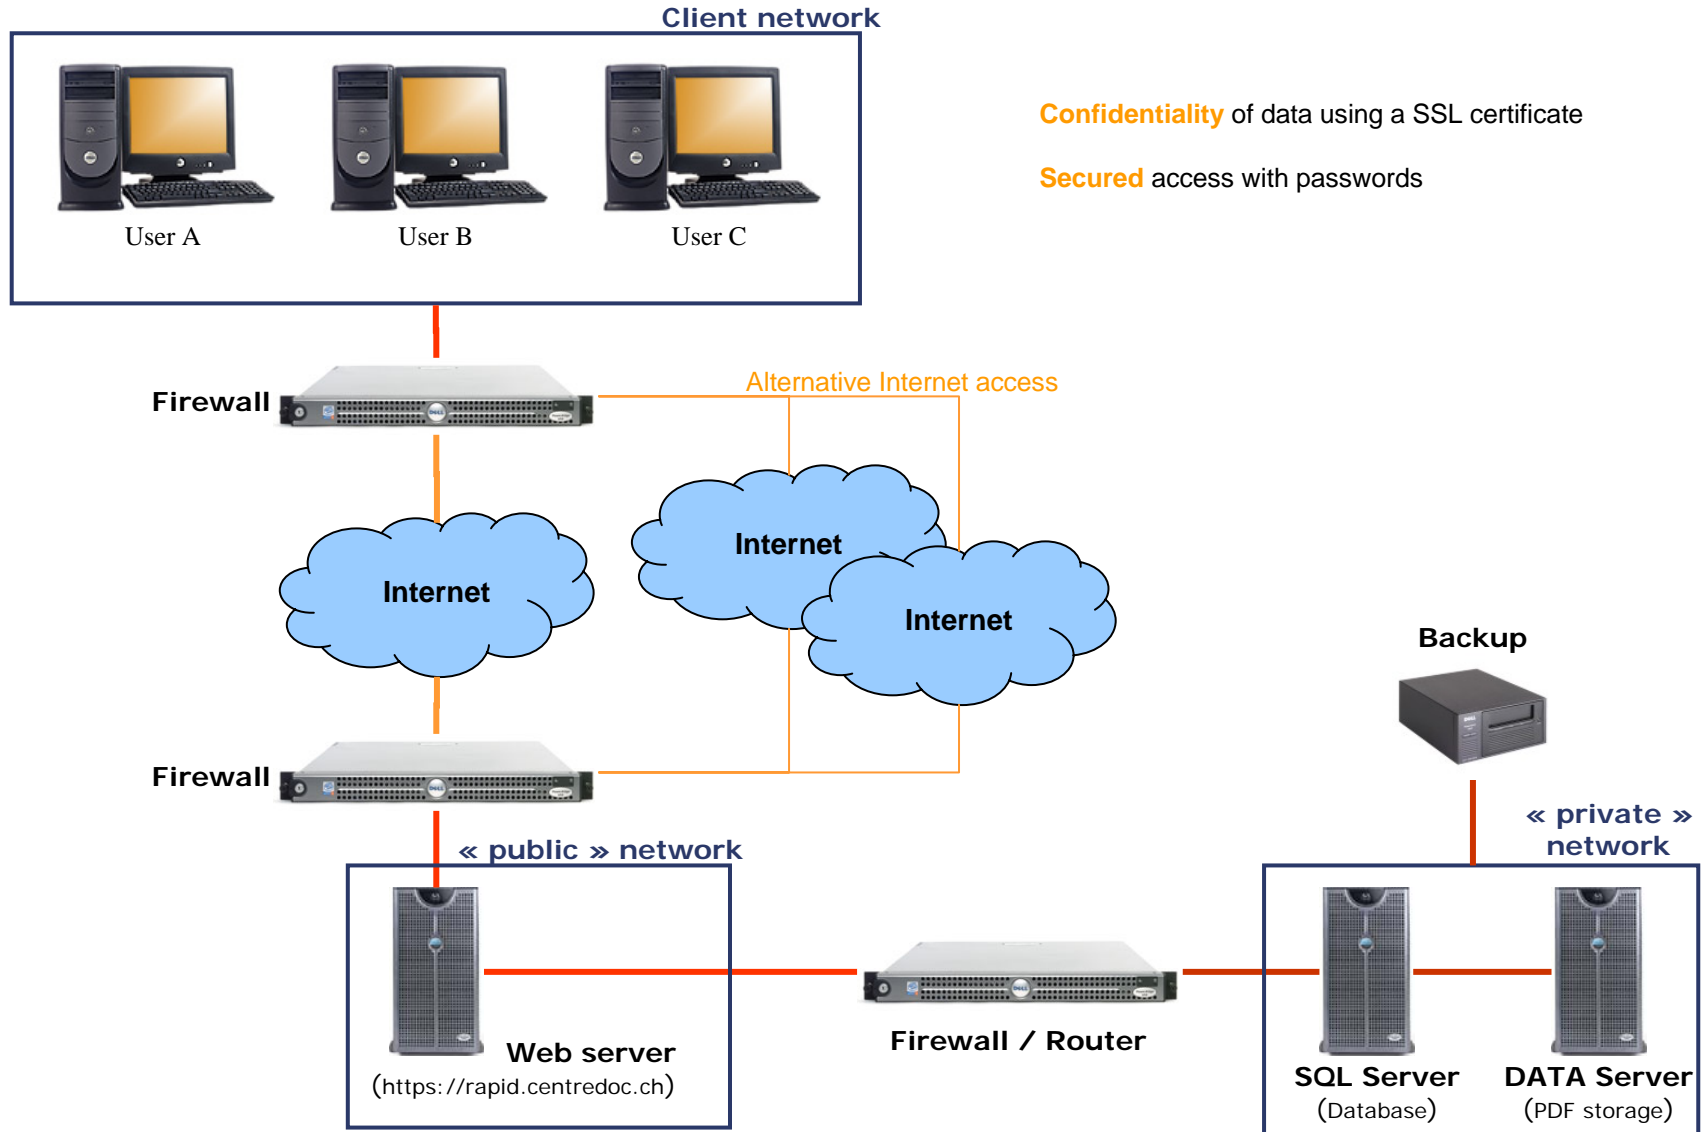 Client network
User A
User B
User C
Confidentiality of data using a SSL certificate
Secured access with passwords
Firewall
Alternative Internet access
Internet
Internet
Internet
Backup
Firewall
« public » network
« private »
network
Web server
(https://rapid.centredoc.ch)
Firewall / Router
SQL Server
(Database)
DATA Server
(PDF storage)